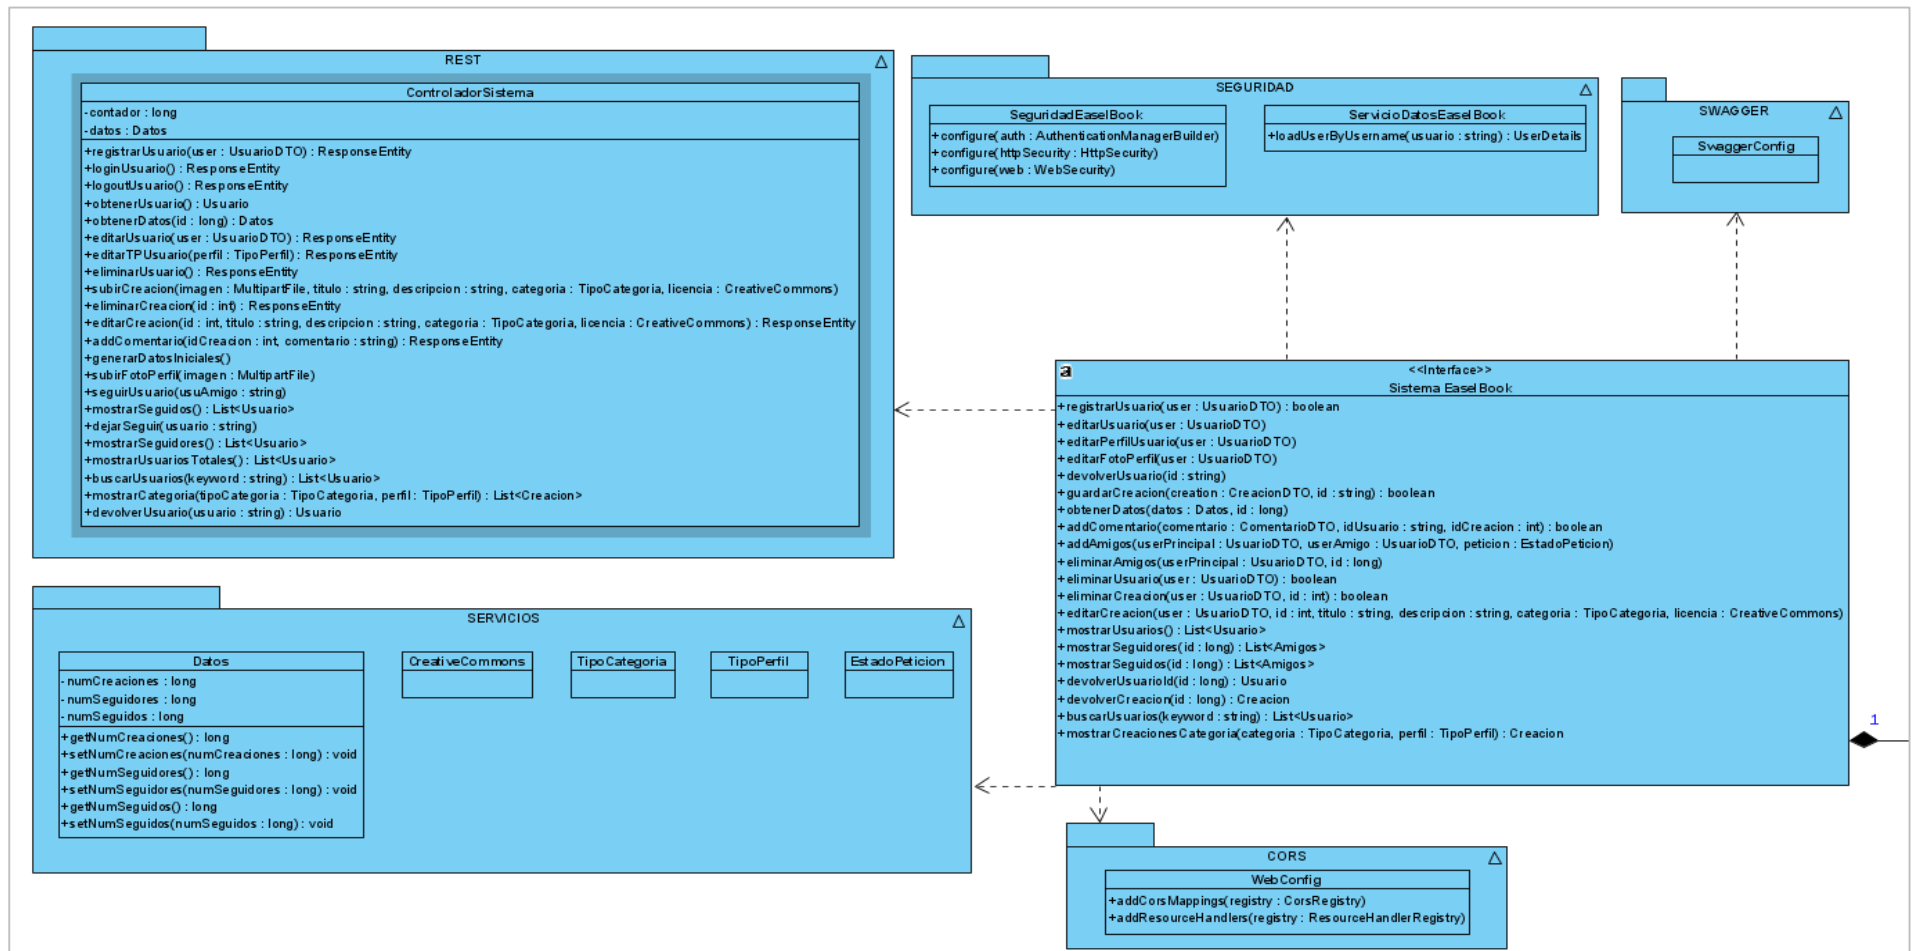 REST
ControladorSistema
-contador : long
-datos : Datos
+registrarUsuario(user : UsuarioDTO) : ResponseEntity
+loginUsuario() : ResponseEntity
+logoutUsuario() : ResponseEntity
+obtenerUsuario() : Usuario
+obtenerDatos(id : long) : Datos
+editarUsuario(user : UsuarioDTO) : ResponseEntity
+editarTPUsuario(perfil : TipoPerfil) : ResponseEntity
+eliminarUsuario() : ResponseEntity
+subirCreacion(imagen : MultipartFile, titulo : string, descripcion : string, categoria : TipoCategoria, licencia : CreativeCommons)
+eliminarCreacion(id : int) : ResponseEntity
+editarCreacion(id : int, titulo : string, descripcion : string, categoria : TipoCategoria, licencia : CreativeCommons) : ResponseEntity
+addComentario(idCreacion : int, comentario : string) : ResponseEntity
+generarDatosIniciales()
+subirFotoPerfil(imagen : MultipartFile)
+seguirUsuario(usuAmigo : string)
+mostrarSeguidos() : List<Usuario>
+dejarSeguir(usuario : string)
+mostrarSeguidores() : List<Usuario>
+mostrarUsuariosTotales() : List<Usuario>
+buscarUsuarios(keyword : string) : List<Usuario>
+mostrarCategoria(tipoCategoria : TipoCategoria, perfil : TipoPerfil) : List<Creacion>
+devolverUsuario(usuario : string) : Usuario
SEGURIDAD
SeguridadEaselBook
+configure(auth : AuthenticationManagerBuilder)
+configure(httpSecurity : HttpSecurity)
+configure(web : WebSecurity)
ServicioDatosEaselBook
+loadUserByUsername(usuario : string) : UserDetails
SWAGGER
SwaggerConfig
a
<<Interface>>
Sistema EaselBook
+registrarUsuario(user : UsuarioDTO) : boolean
+editarUsuario(user : UsuarioDTO)
+editarPerfilUsuario(user : UsuarioDTO)
+editarFotoPerfil(user : UsuarioDTO)
+devolverUsuario(id : string)
+guardarCreacion(creation : CreacionDTO, id : string) : boolean
+obtenerDatos(datos : Datos, id : long)
+addComentario(comentario : ComentarioDTO, idUsuario : string, idCreacion : int) : boolean
+addAmigos(userPrincipal : UsuarioDTO, userAmigo : UsuarioDTO, peticion : EstadoPeticion)
+eliminarAmigos(userPrincipal : UsuarioDTO, id : long)
+eliminarUsuario(user : UsuarioDTO) : boolean
+eliminarCreacion(user : UsuarioDTO, id : int) : boolean
+editarCreacion(user : UsuarioDTO, id : int, titulo : string, descripcion : string, categoria : TipoCategoria, licencia : CreativeCommons)
+mostrarUsuarios() : List<Usuario>
+mostrarSeguidores(id : long) : List<Amigos>
+mostrarSeguidos(id : long) : List<Amigos>
+devolverUsuarioId(id : long) : Usuario
+devolverCreacion(id : long) : Creacion
+buscarUsuarios(keyword : string) : List<Usuario>
+mostrarCreacionesCategoria(categoria : TipoCategoria, perfil : TipoPerfil) : Creacion
1
SERVICIOS
Datos
-numCreaciones : long
-numSeguidores : long
-numSeguidos : long
+getNumCreaciones() : long
+setNumCreaciones(numCreaciones : long) : void
+getNumSeguidores() : long
+setNumSeguidores(numSeguidores : long) : void
+getNumSeguidos() : long
+setNumSeguidos(numSeguidos : long) : void
CreativeCommons
TipoCategoria
TipoPerfil
EstadoPeticion
CORS
WebConfig
+addCorsMappings(registry : CorsRegistry)
+addResourceHandlers(registry : ResourceHandlerRegistry)